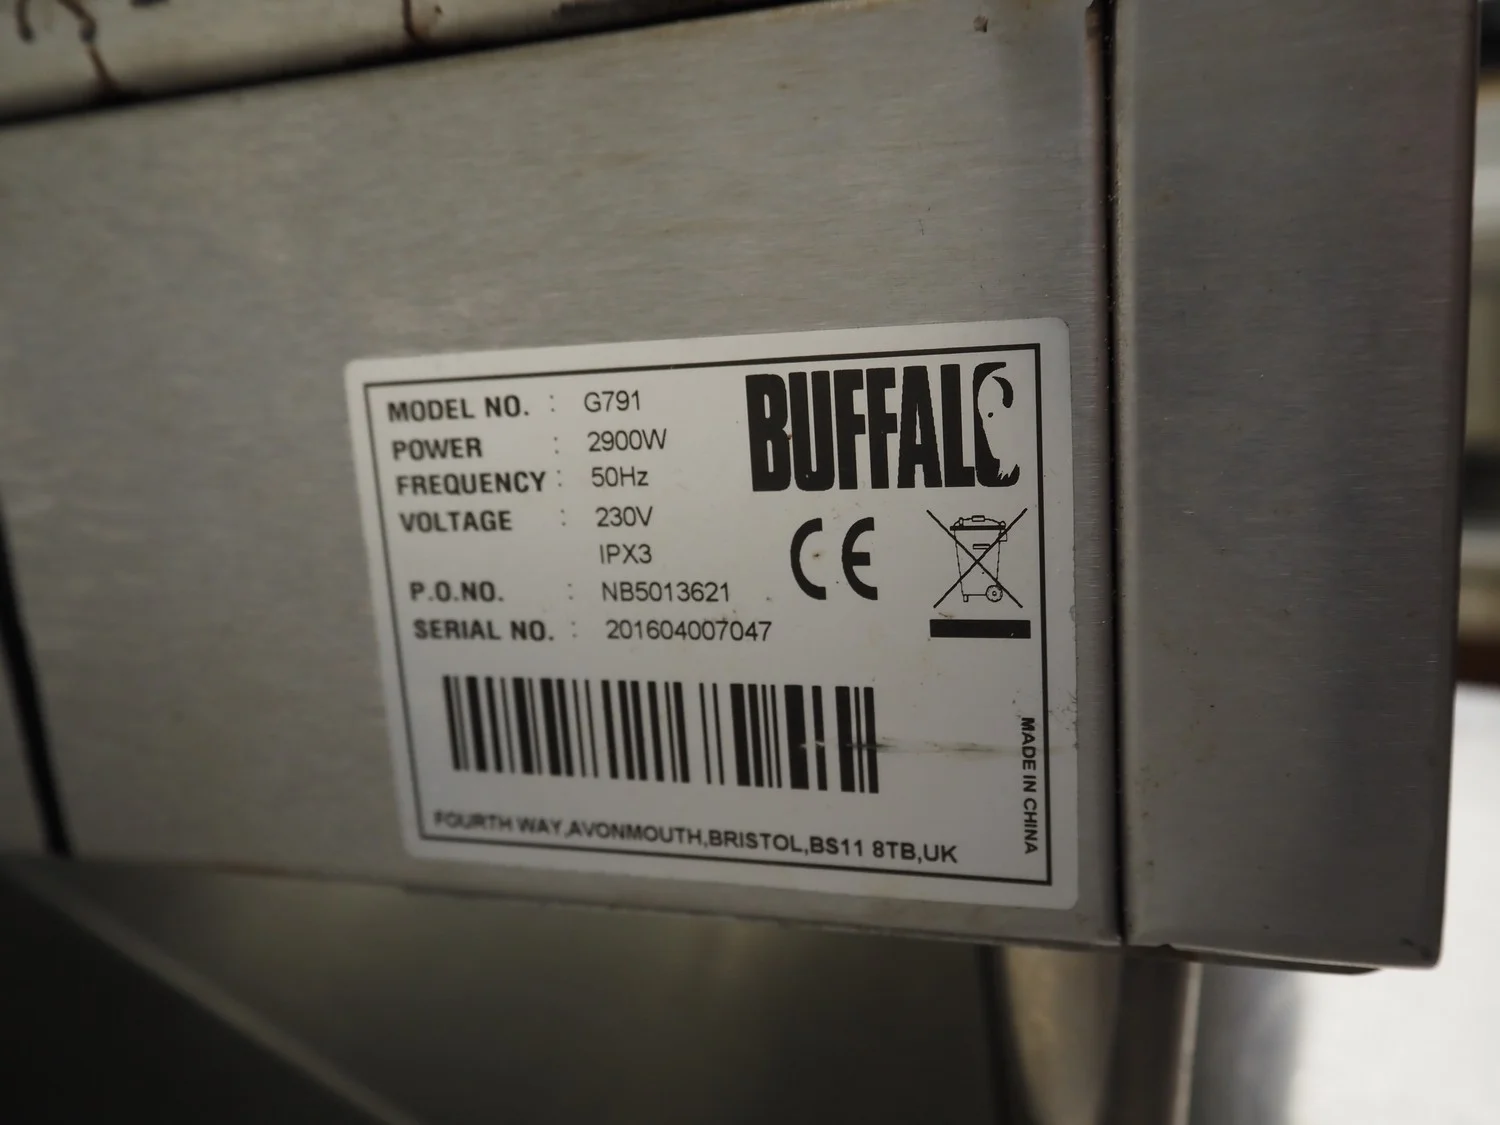 BUFFALO
MODEL NO. : G791
POWER : 2900W
FREQUENCY : 50Hz
VOLTAGE : 230V
IPX3
P.O.NO. : NB5013621
SERIAL NO. : 201604007047
CE
MADE IN CHINA
FOURTH WAY,AVONMOUTH,BRISTOL,BS11 8TB,UK